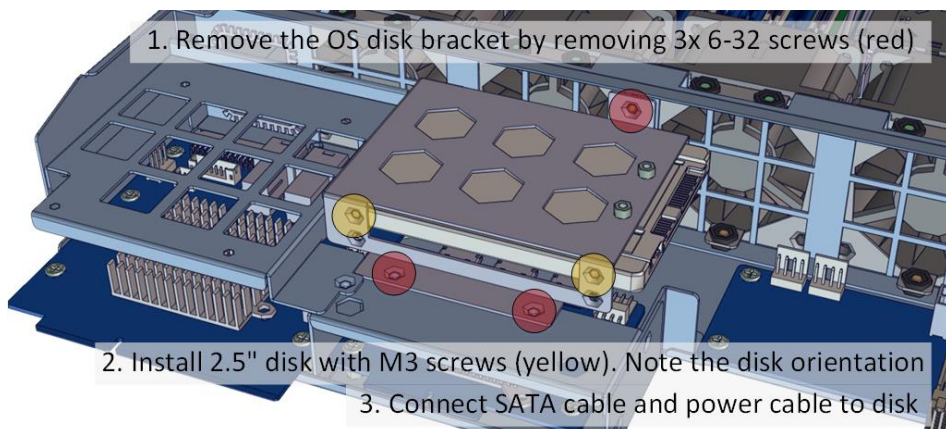 1. Remove the OS disk bracket by removing 3x 6-32 screws (red)
2. Install 2.5" disk with M3 screws (yellow). Note the disk orientation
3. Connect SATA cable and power cable to disk